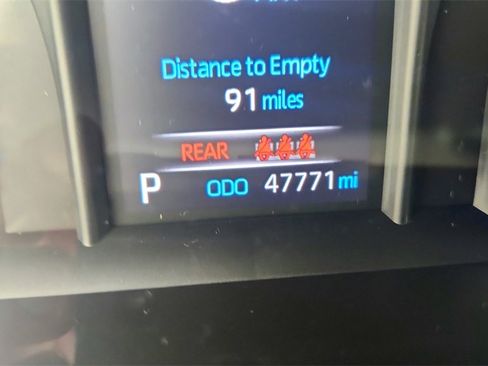 Distance to Empty
91 miles
REAR
P ODO 47771 mi